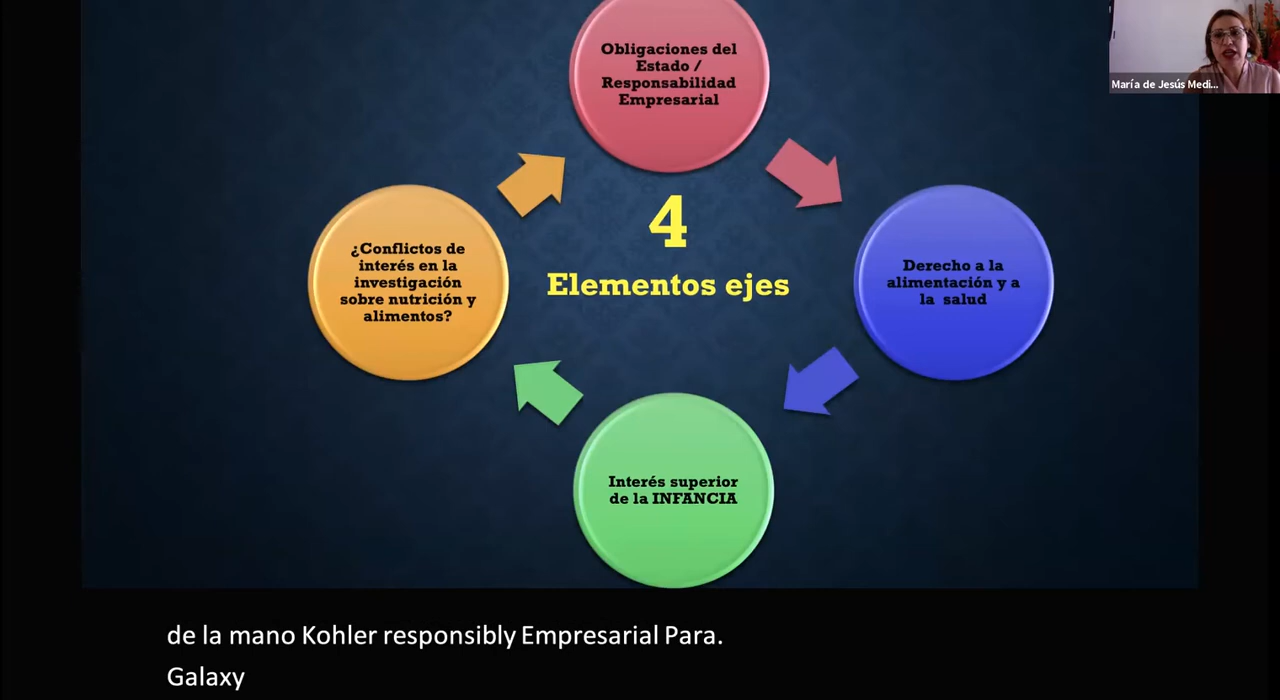 Obligaciones del
Estado /
Responsabilidad
Empresarial
María de Jesús Medi...
4
Elementos ejes
¿Conflictos de
interés en la
investigación
sobre nutrición y
alimentos?
Derecho a la
alimentación y a
la salud
Interés superior
de la INFANCIA
de la mano Kohler responsibly Empresarial Para.
Galaxy